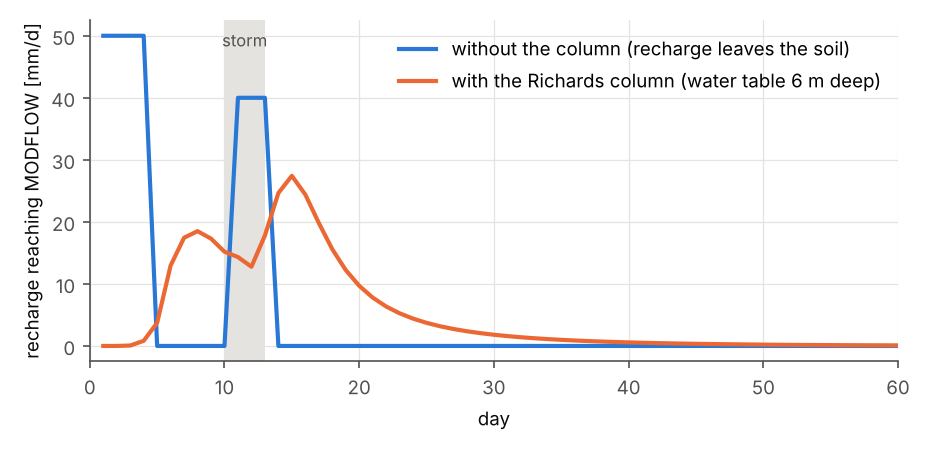 storm
without the column (recharge leaves the soil)
with the Richards column (water table 6 m deep)
recharge reaching MODFLOW [mm/d]
50
40
30
20
10
0
0 10 20 30 40 50 60
day